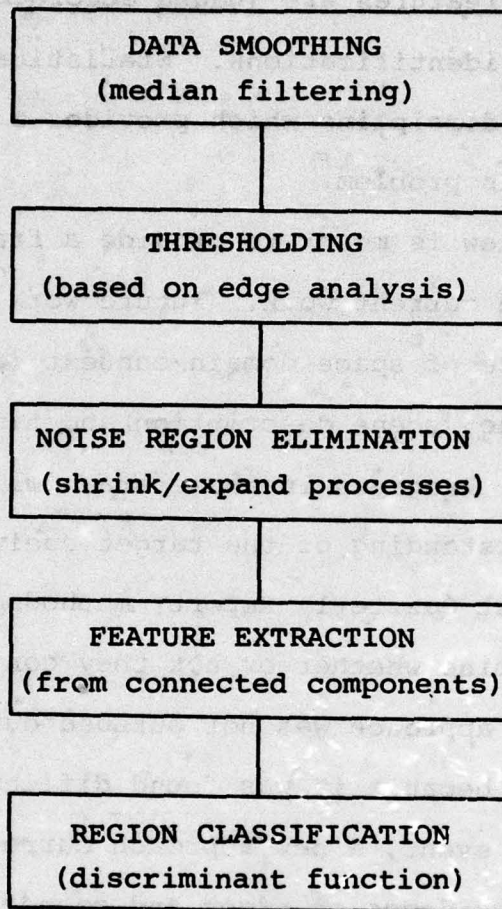 DATA SMOOTHING
(median filtering)
THRESHOLDING
(based on edge analysis)
NOISE REGION ELIMINATION
(shrink/expand processes)
FEATURE EXTRACTION
(from connected components)
REGION CLASSIFICATION
(discriminant function)